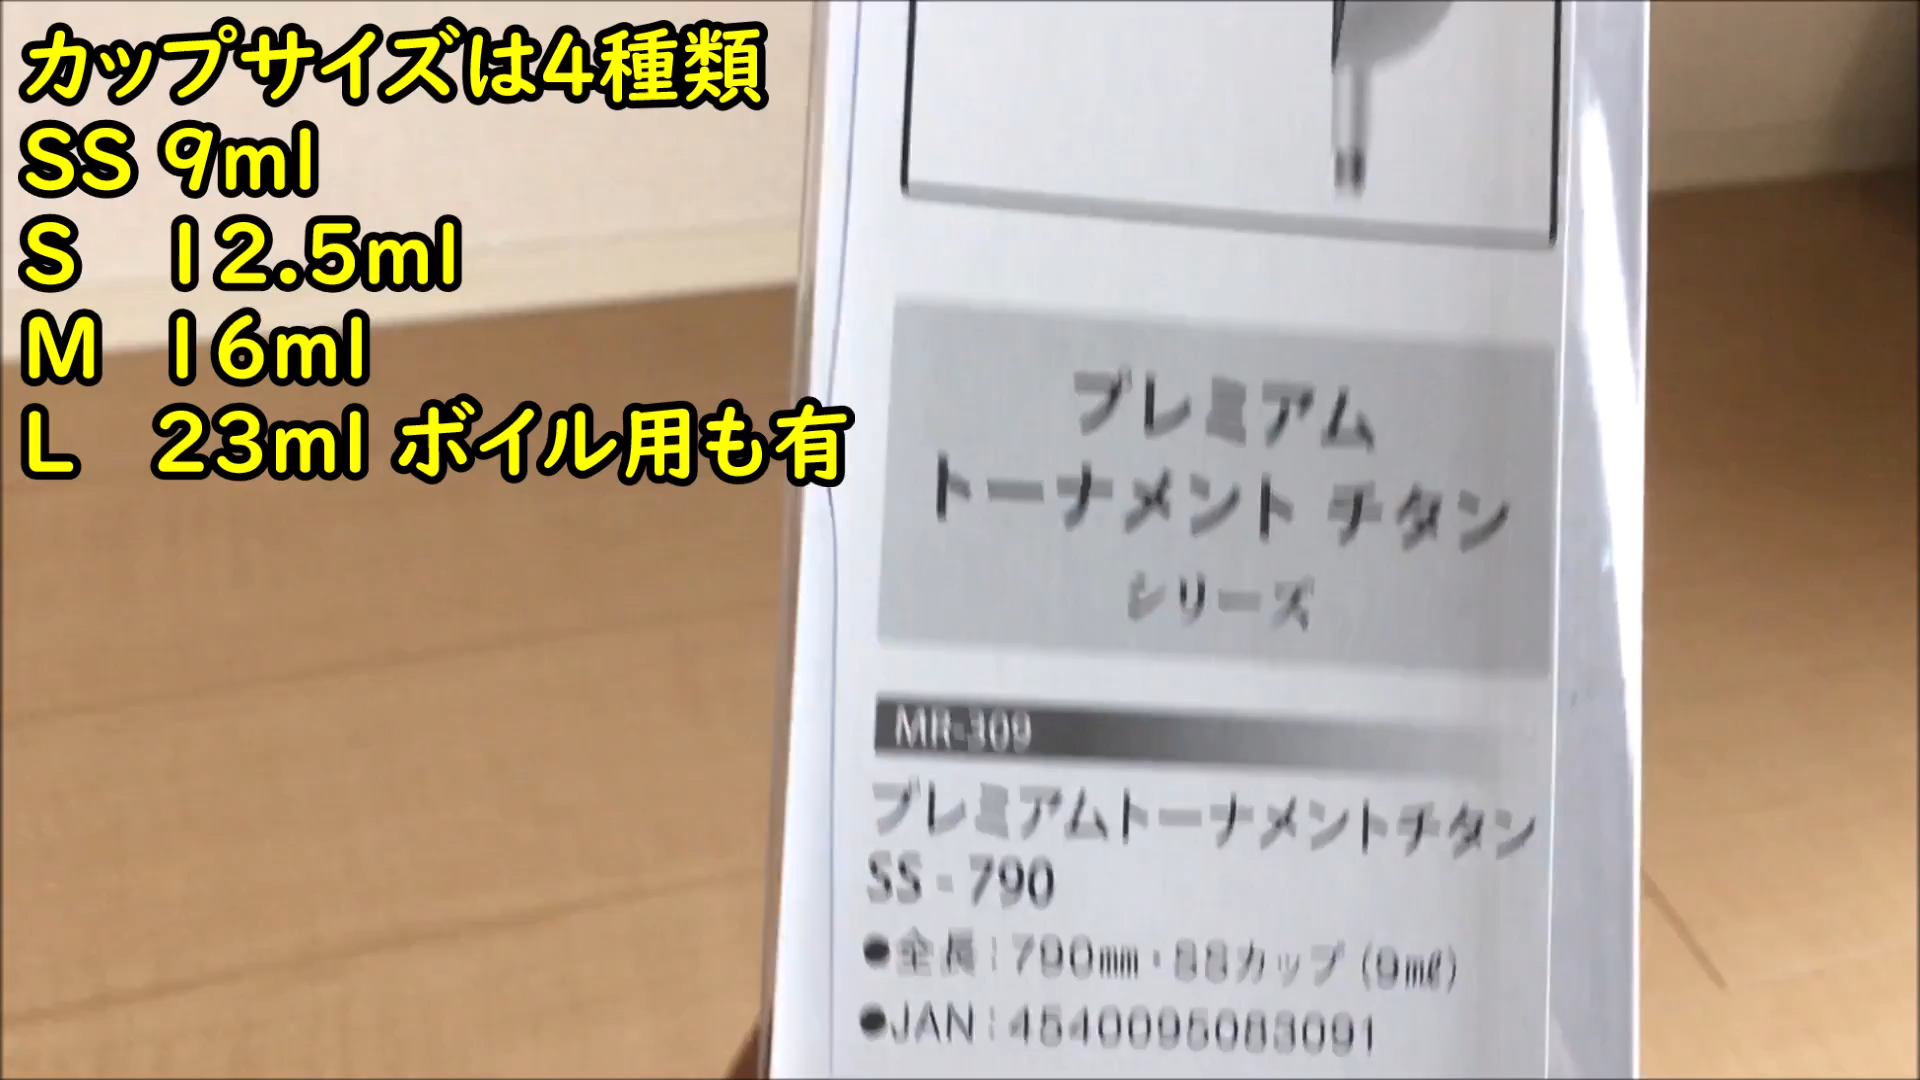 カップサイズは4種類
SS 9ml
S 12.5ml
M 16ml
L 23ml ボイル用も有
プレミアム
トーナメント チタン
シリーズ
MR-309
プレミアムトーナメントチタン
SS-790
●全長:790mm・SSカップ(9mℓ)
●JAN:4540095083091